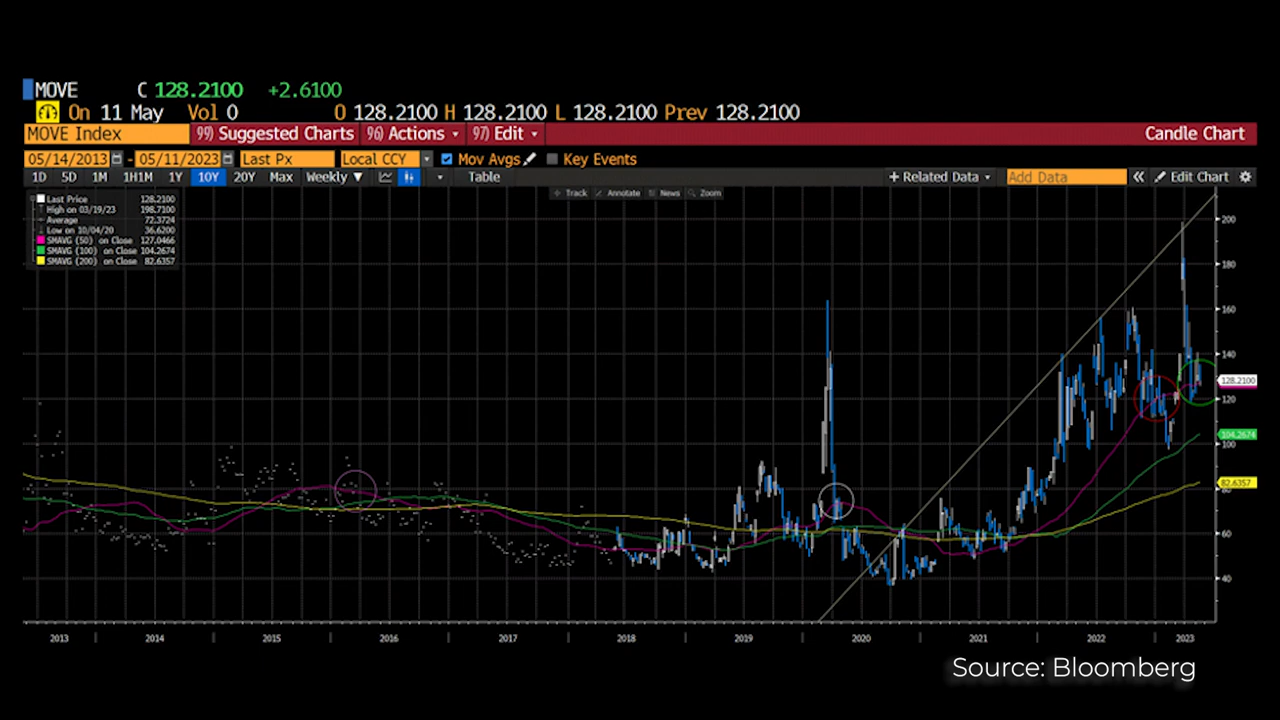 MOVE C 128.2100 +2.6100
On 11 May Vol 0 O 128.2100 H 128.2100 L 128.2100 Prev 128.2100
MOVE Index 99) Suggested Charts 96) Actions 97) Edit Candle Chart
05/14/2013 - 05/11/2023 Last Px Local CCY Mov Avgs Key Events
1D 5D 1M 1H1M 1Y 10Y 20Y Max Weekly ▼ Table + Related Data Add Data « Edit Chart
Track Annotate News Zoom
Last Price 128.2100
High on 03/19/23 198.7100
Average 72.3724
Low on 10/04/20 36.6200
SMAVG (50) on Close 127.0466
SMAVG (100) on Close 104.2674
SMAVG (200) on Close 82.6357
200
180
160
140
128.2100
120
104.2674
100
82.6357
80
60
40
2013 2014 2015 2016 2017 2018 2019 2020 2021 2022 2023
Source: Bloomberg